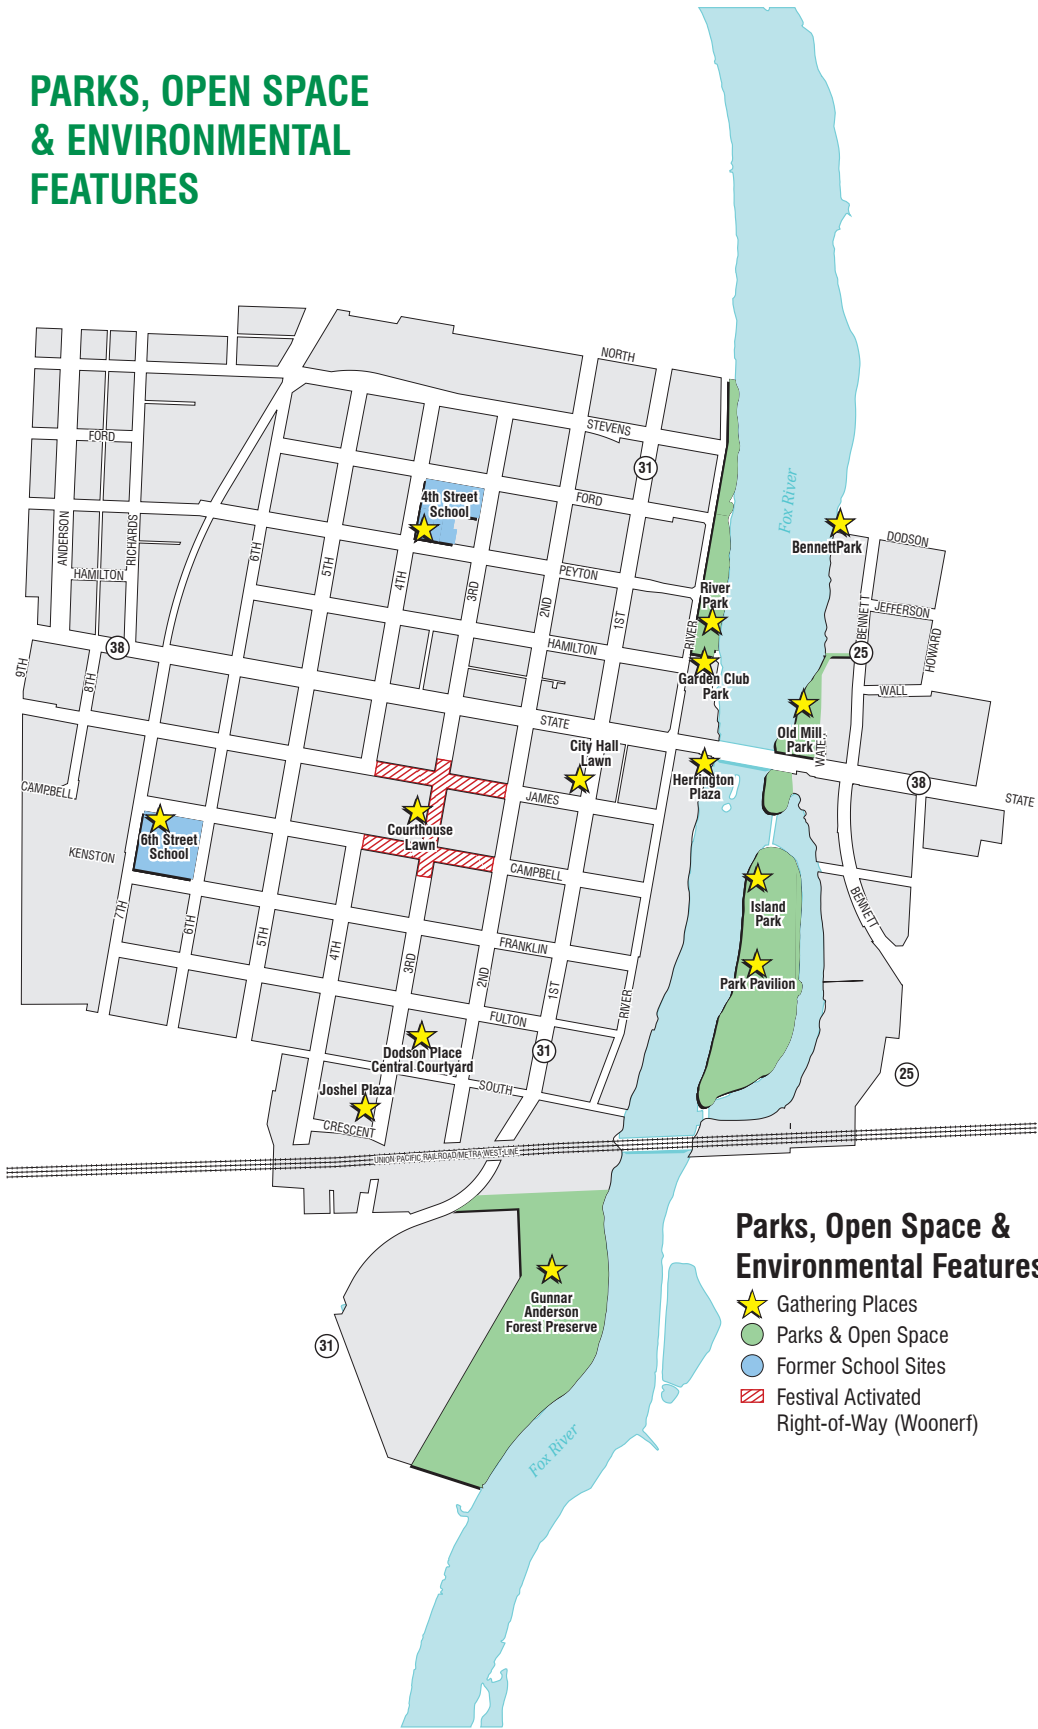 PARKS, OPEN SPACE
& ENVIRONMENTAL
FEATURES
NORTH
STEVENS
31
FORD
FORD
4th Street
School
Fox River
BennettPark
DODSON
ANDERSON
RICHARDS
6TH
5TH
4TH
3RD
2ND
1ST
PEYTON
HAMILTON
HAMILTON
River
Park
RIVER
BENNETT
JEFFERSON
HOWARD
38
25
9TH
8TH
Garden Club
Park
WALL
STATE
City Hall
Lawn
Old Mill
Park
WATER
Herrington
Plaza
38
STATE
CAMPBELL
JAMES
Courthouse
Lawn
6th Street
School
KENSTON
CAMPBELL
BENNETT
Island
Park
7TH
6TH
5TH
4TH
3RD
2ND
1ST
RIVER
FRANKLIN
Park Pavilion
FULTON
31
Dodson Place
Central Courtyard
25
SOUTH
Joshel Plaza
CRESCENT
UNION PACIFIC RAILROAD/METRA WEST LINE
Gunnar
Anderson
Forest Preserve
31
Fox River
Parks, Open Space &
Environmental Features
Gathering Places
Parks & Open Space
Former School Sites
Festival Activated
Right-of-Way (Woonerf)